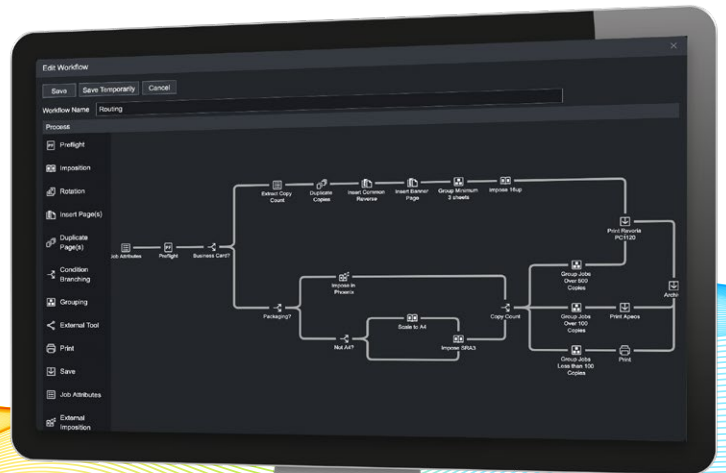 Edit Workflow
Save
Save Temporarily
Cancel
Workflow Name
Routing
Process
Preflight
Imposition
Rotation
Insert Page(s)
Duplicate
Page(s)
Condition
Branching
Grouping
External Tool
Print
Save
Job Attributes
External
Imposition
Job Attributes
Preflight
Business Card?
Extract Copy
Count
Duplicate
Copies
Insert Common
Reverse
Insert Banner
Page
Group Minimum
3 sheets
Impose 16up
Print Revoria
PC1120
Packaging?
Impose in
Phoenix
Not A4?
Scale to A4
Impose SRA3
Copy Count
Group Jobs
Over 500
Copies
Group Jobs
Over 100
Copies
Print Apeos
Group Jobs
Less than 100
Copies
Print